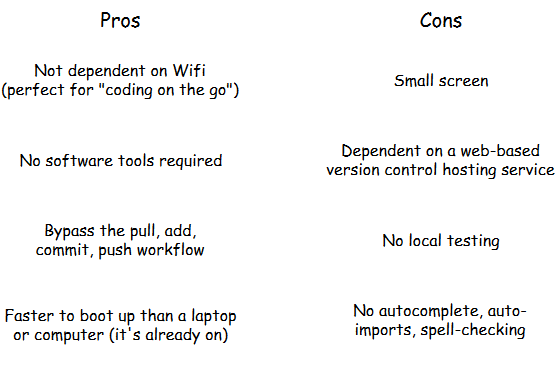 Pros
Cons
Not dependent on Wifi
(perfect for "coding on the go")
Small screen
No software tools required
Dependent on a web-based
version control hosting service
Bypass the pull, add,
commit, push workflow
No local testing
Faster to boot up than a laptop
or computer (it's already on)
No autocomplete, auto-
imports, spell-checking